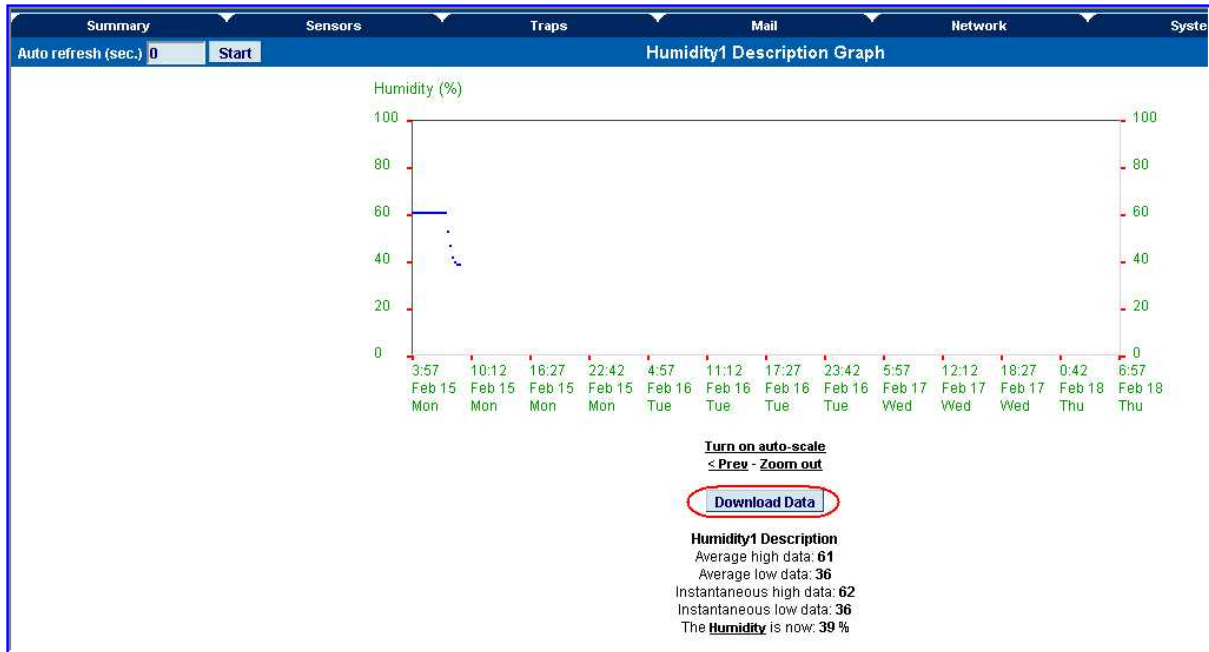 Summary Sensors Traps Mail Network Syste
Auto refresh (sec.) 0 Start Humidity1 Description Graph
Humidity (%)
100 100
80 80
60 60
40 40
20 20
0 0
3:57 10:12 16:27 22:42 4:57 11:12 17:27 23:42 5:57 12:12 18:27 0:42 6:57
Feb 15 Feb 15 Feb 15 Feb 15 Feb 16 Feb 16 Feb 16 Feb 16 Feb 17 Feb 17 Feb 17 Feb 18 Feb 18
Mon Mon Mon Mon Tue Tue Tue Tue Wed Wed Wed Thu Thu
Turn on auto-scale
< Prev - Zoom out
Download Data
Humidity1 Description
Average high data: 61
Average low data: 36
Instantaneous high data: 62
Instantaneous low data: 36
The Humidity is now: 39 %